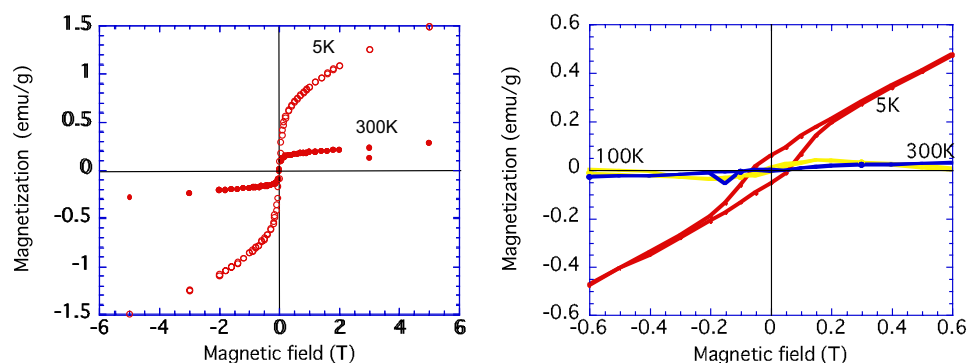 1.5
1
0.5
0
-0.5
-1
-1.5
Magnetization (emu/g)
5K
300K
-6 -4 -2 0 2 4 6
Magnetic field (T)
0.6
0.4
0.2
0
-0.2
-0.4
0.6
Magnetization (emu/g)
5K
100K
300K
-0.6 -0.4 -0.2 0 0.2 0.4 0.6
Magnetic field (T)